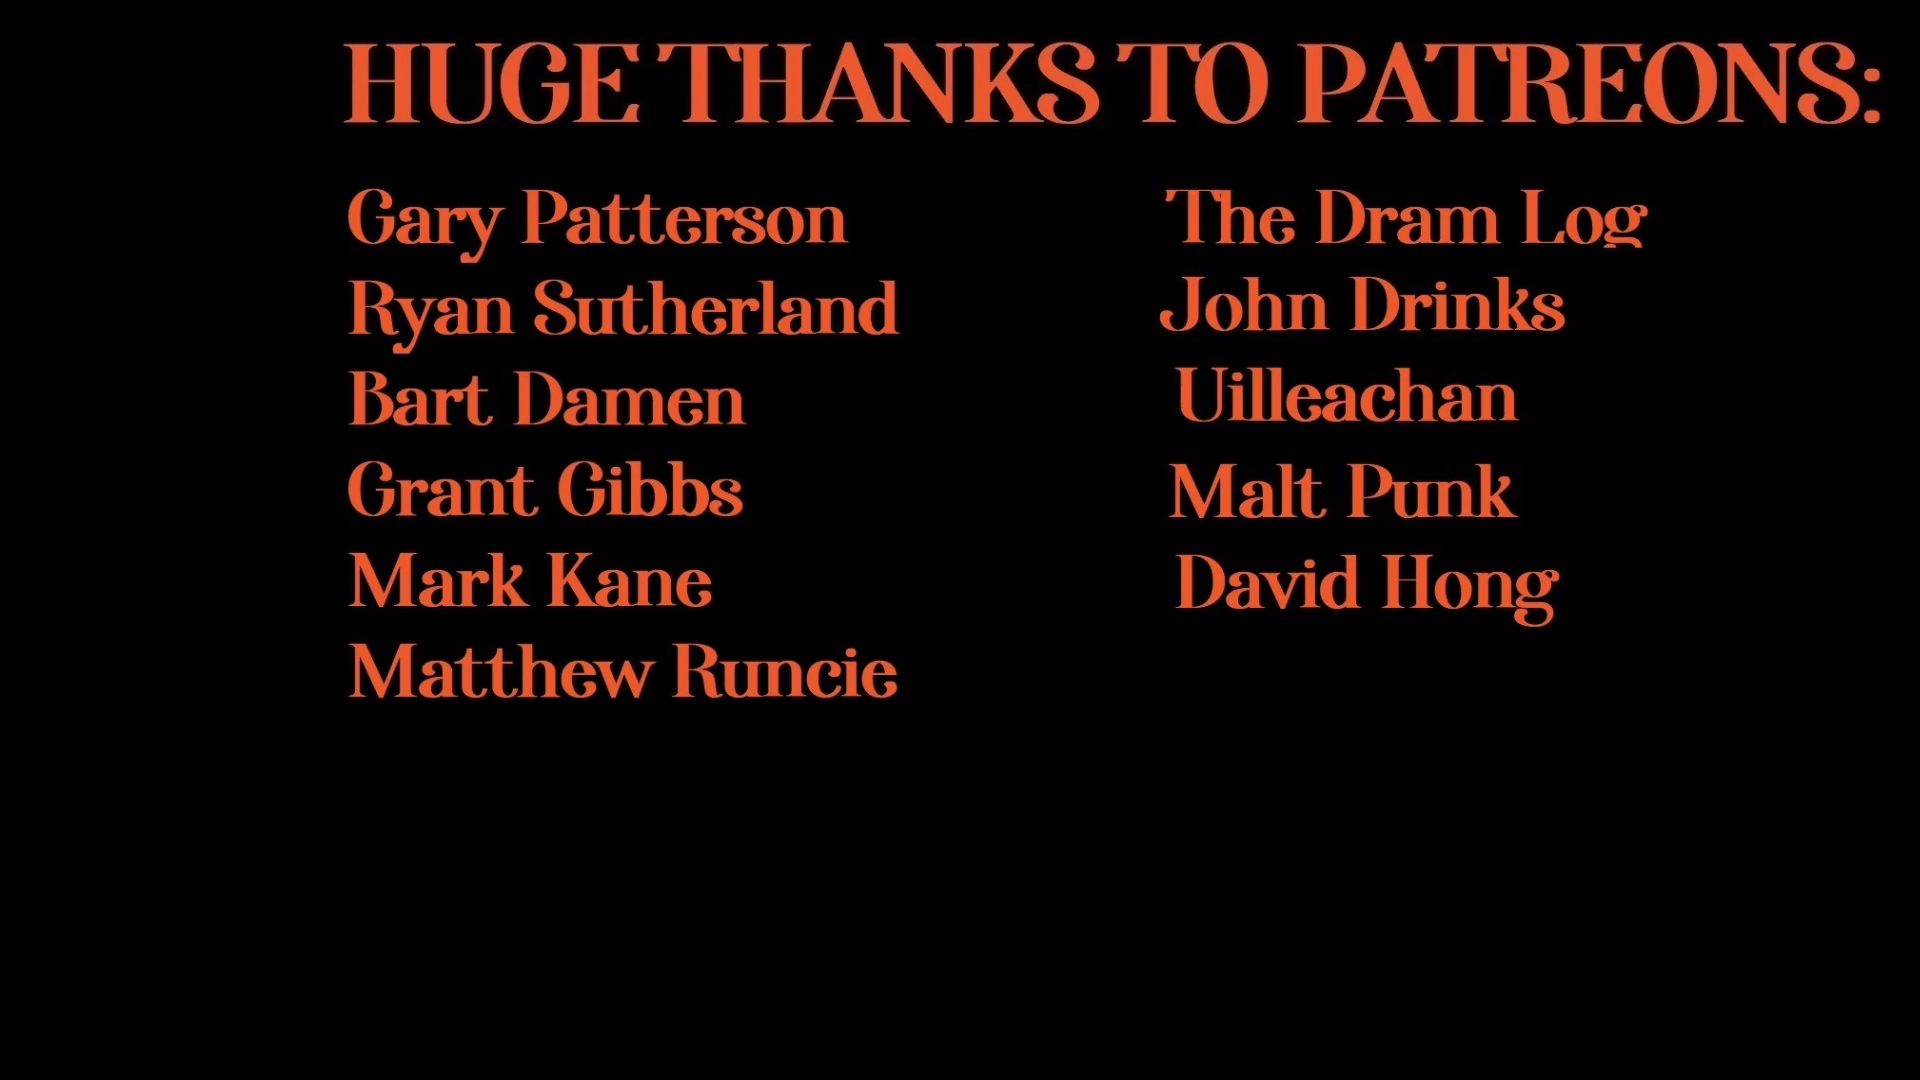 HUGE THANKS TO PATREONS:
Gary Patterson
Ryan Sutherland
Bart Damen
Grant Gibbs
Mark Kane
Matthew Runcie
The Dram Log
John Drinks
Uilleachan
Malt Punk
David Hong